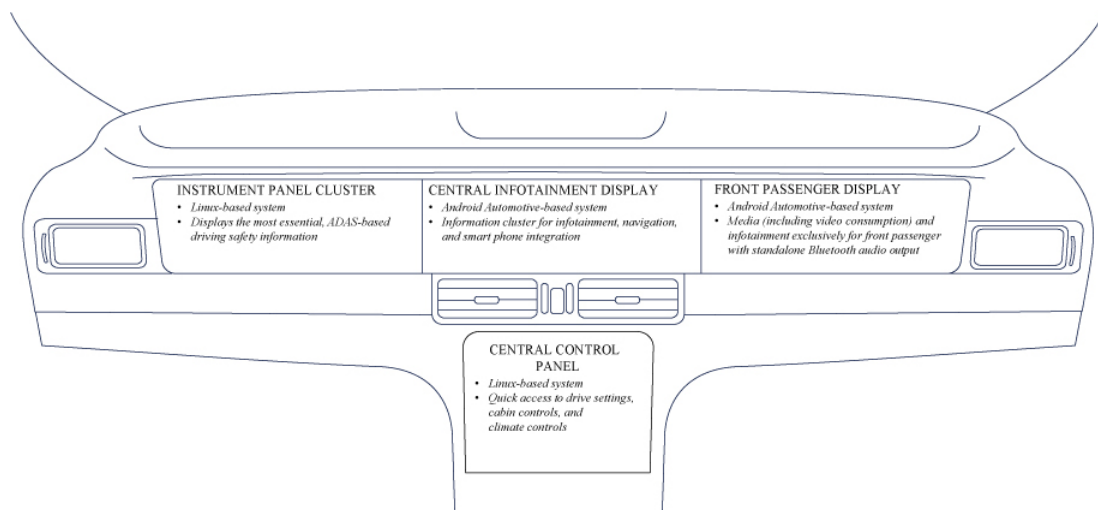 INSTRUMENT PANEL CLUSTER
• Linux-based system
• Displays the most essential, ADAS-based
driving safety information
CENTRAL INFOTAINMENT DISPLAY
• Android Automotive-based system
• Information cluster for infotainment, navigation,
and smart phone integration
FRONT PASSENGER DISPLAY
• Android Automotive-based system
• Media (including video consumption) and
infotainment exclusively for front passenger
with standalone Bluetooth audio output
CENTRAL CONTROL
PANEL
• Linux-based system
• Quick access to drive settings,
cabin controls, and
climate controls